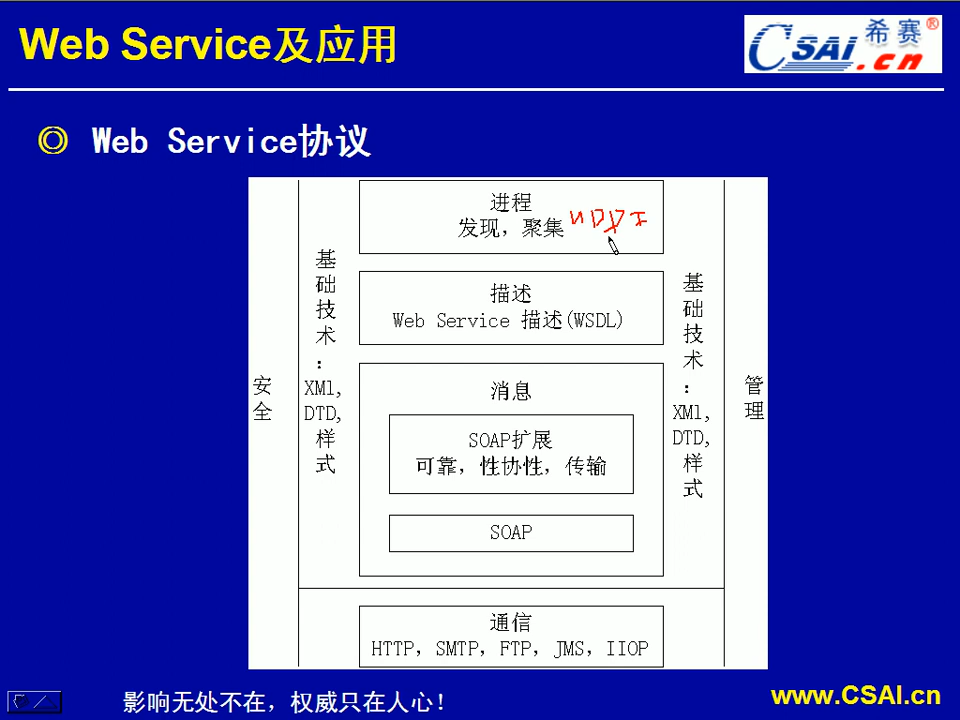 Web Service及应用
CSAI.cn 希赛®
◎ Web Service协议
进程
发现，聚集 UDDI
描述
Web Service 描述(WSDL)
消息
SOAP扩展
可靠，性协性，传输
SOAP
通信
HTTP，SMTP，FTP，JMS，IIOP
安全
基础技术：XMl，DTD，样式
基础技术：XMl，DTD，样式
管理
影响无处不在，权威只在人心！
www.CSAI.cn